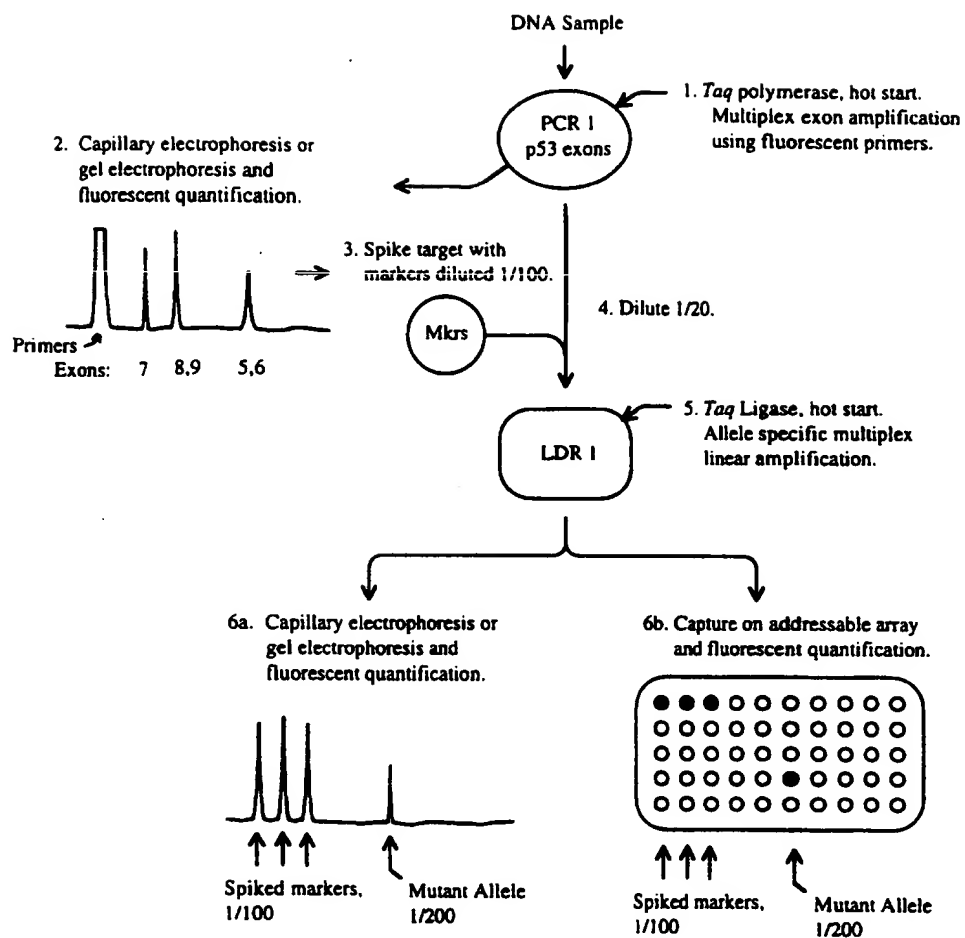 DNA Sample
PCR 1
p53 exons
1. Taq polymerase, hot start.
Multiplex exon amplification
using fluorescent primers.
2. Capillary electrophoresis or
gel electrophoresis and
fluorescent quantification.
3. Spike target with
markers diluted 1/100.
Mkrs
4. Dilute 1/20.
Primers
Exons: 7 8,9 5,6
LDR 1
5. Taq Ligase, hot start.
Allele specific multiplex
linear amplification.
6a. Capillary electrophoresis or
gel electrophoresis and
fluorescent quantification.
6b. Capture on addressable array
and fluorescent quantification.
Spiked markers,
1/100
Mutant Allele
1/200
Spiked markers,
1/100
Mutant Allele
1/200